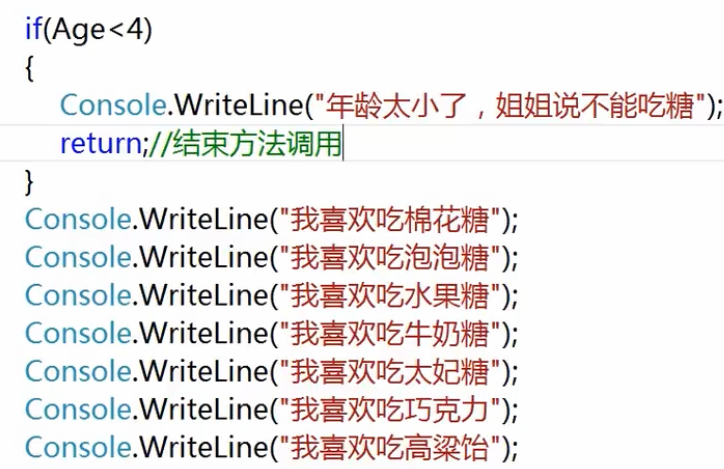 if(Age<4)
{
Console.WriteLine("年龄太小了，姐姐说不能吃糖");
return;//结束方法调用
}
Console.WriteLine("我喜欢吃棉花糖");
Console.WriteLine("我喜欢吃泡泡糖");
Console.WriteLine("我喜欢吃水果糖");
Console.WriteLine("我喜欢吃牛奶糖");
Console.WriteLine("我喜欢吃太妃糖");
Console.WriteLine("我喜欢吃巧克力");
Console.WriteLine("我喜欢吃高粱饴");